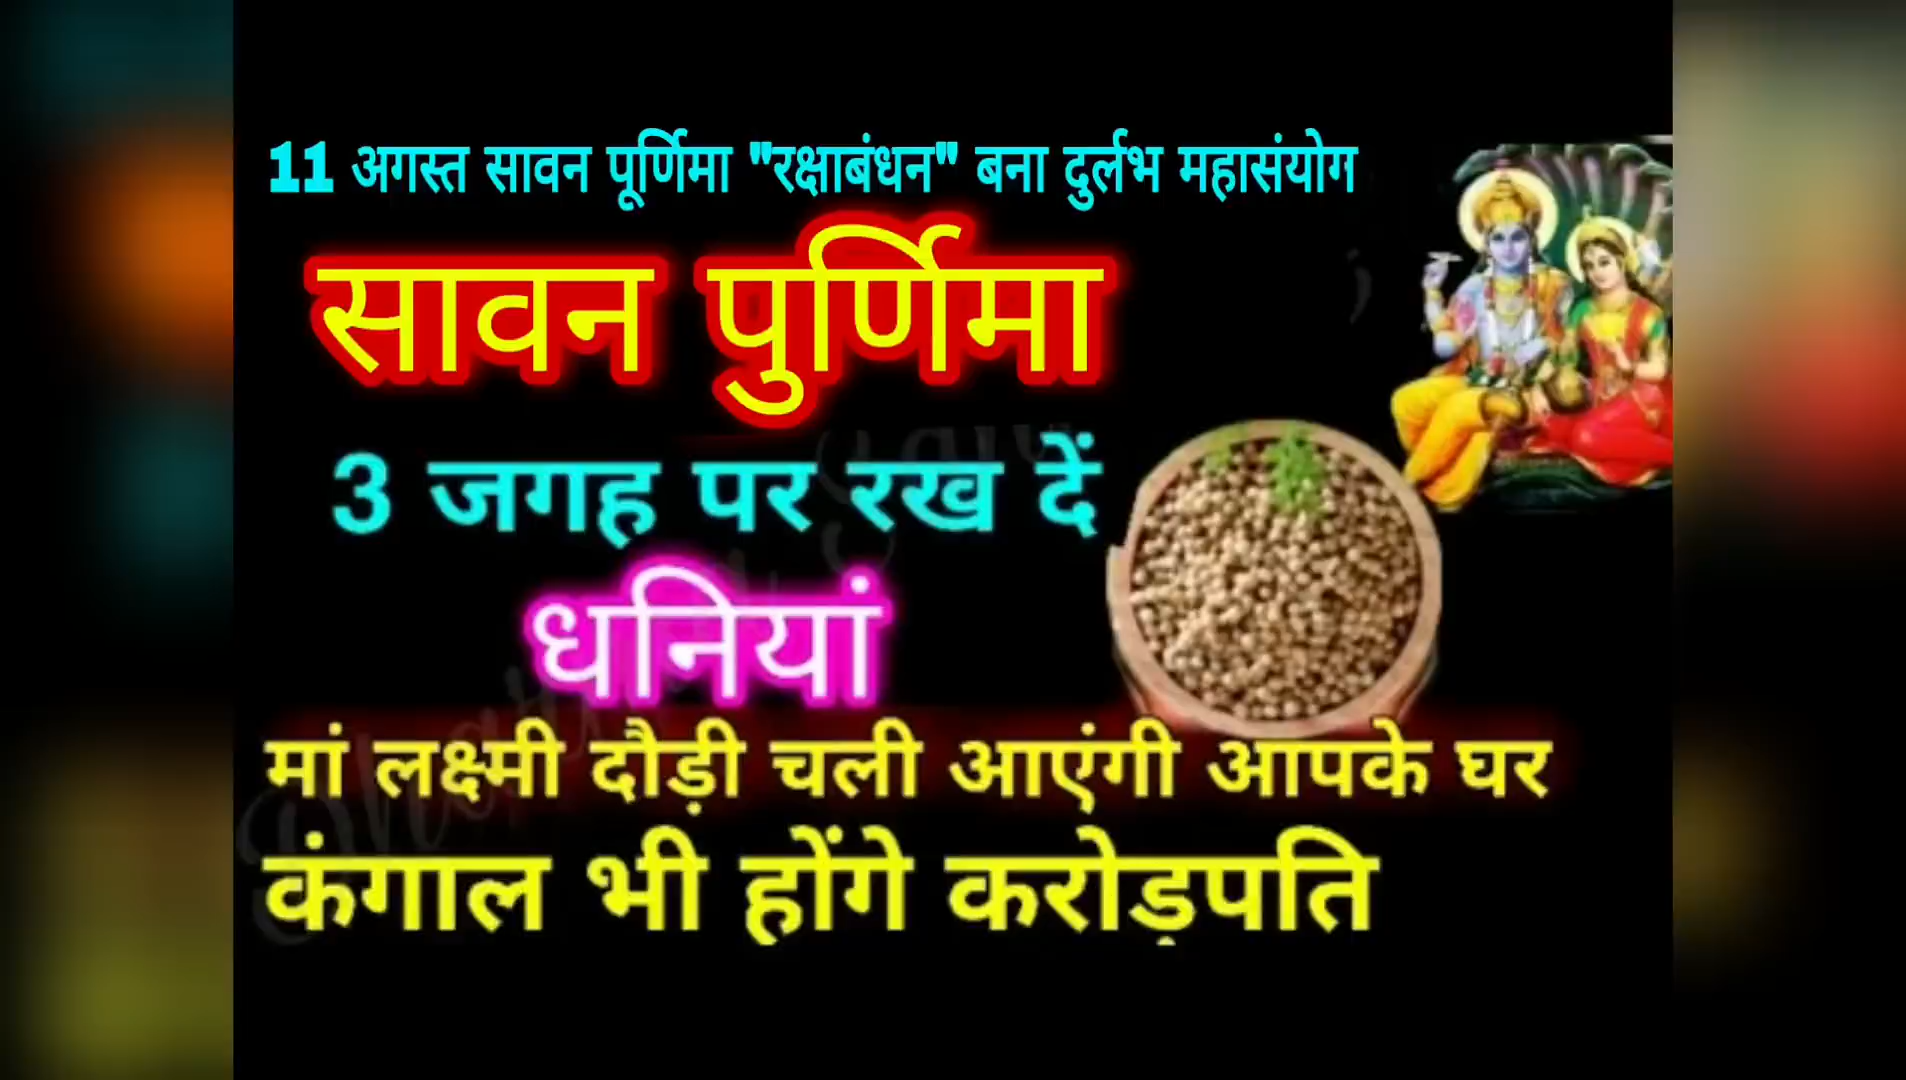 11 अगस्त सावन पूर्णिमा "रक्षाबंधन" बना दुर्लभ महासंयोग
सावन पुर्णिमा
3 जगह पर रख दें
धनियां
मां लक्ष्मी दौड़ी चली आएंगी आपके घर
कंगाल भी होंगे करोड़पति